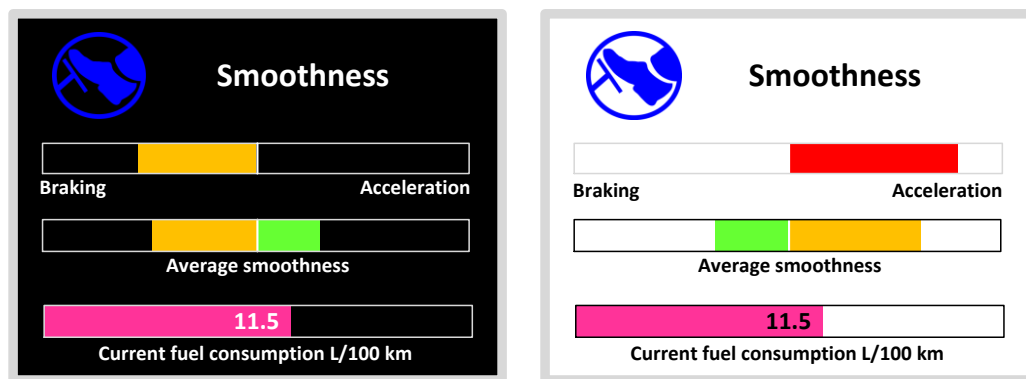 Smoothness
Braking Acceleration
Average smoothness
11.5
Current fuel consumption L/100 km
Smoothness
Braking Acceleration
Average smoothness
11.5
Current fuel consumption L/100 km